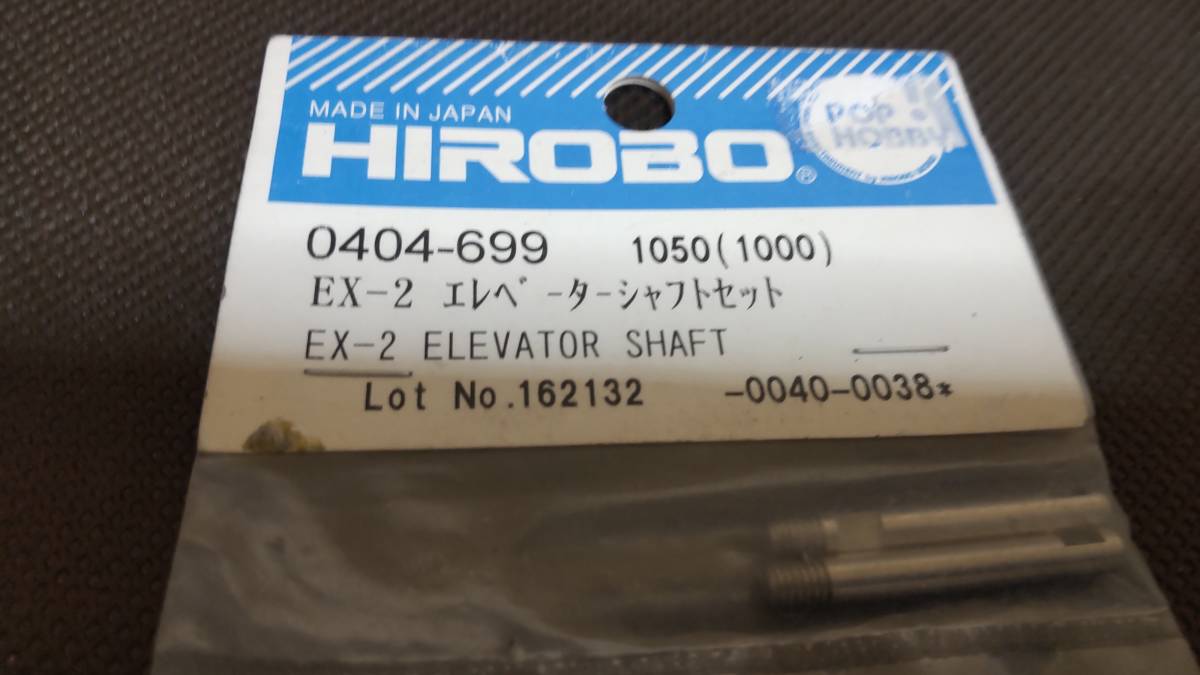 MADE IN JAPAN
HIROBO®
POP
HOBBY
0404-699 1050(1000)
EX-2 エレベーターシャフトセット
EX-2 ELEVATOR SHAFT
Lot No.162132 -0040-0038*